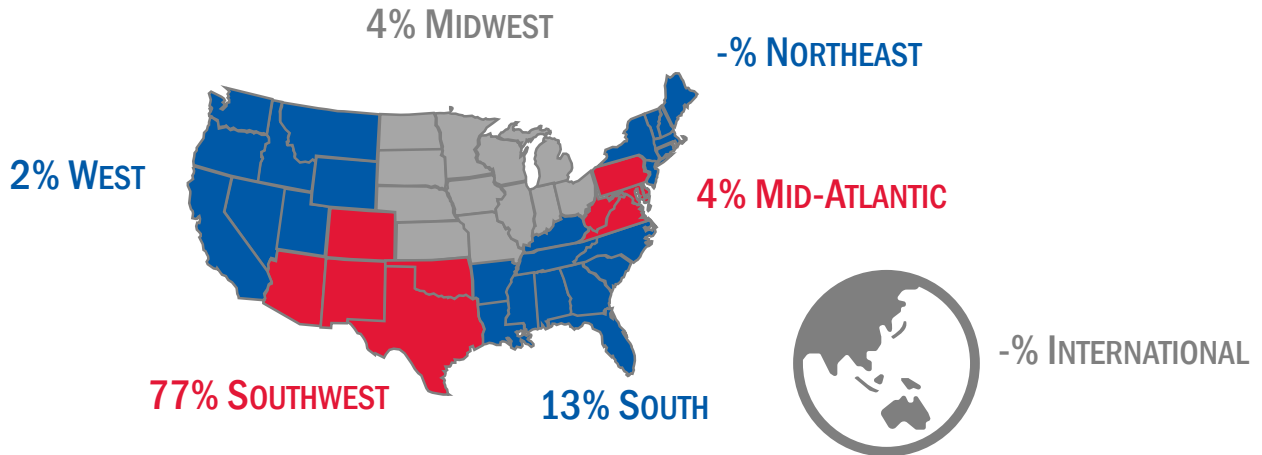 4% MIDWEST
-% NORTHEAST
2% WEST
4% MID-ATLANTIC
-% INTERNATIONAL
77% SOUTHWEST
13% SOUTH